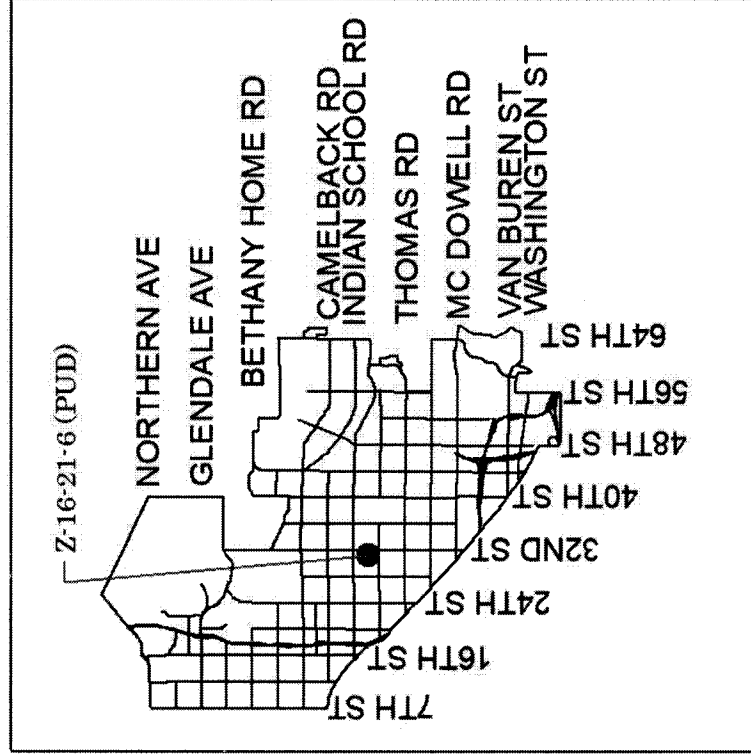 Z-16-21-6 (PUD)
NORTHERN AVE
GLENDALE AVE
BETHANY HOME RD
CAMELBACK RD
INDIAN SCHOOL RD
THOMAS RD
MC DOWELL RD
VAN BUREN ST
WASHINGTON ST
7TH ST
16TH ST
24TH ST
32ND ST
40TH ST
48TH ST
56TH ST
64TH ST